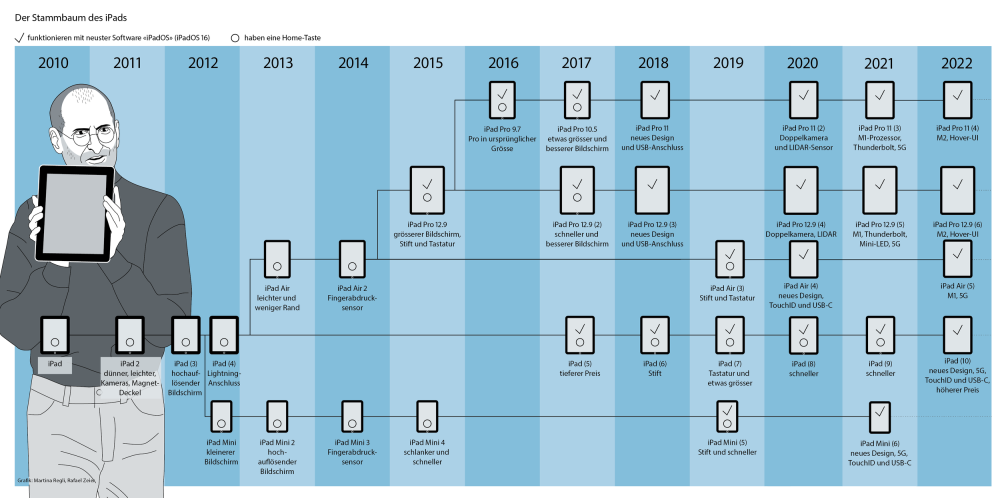 Der Stammbaum des iPads
funktionieren mit neuster Software «iPadOS» (iPadOS 16)
haben eine Home-Taste
2010
2011
2012
2013
2014
2015
2016
2017
2018
2019
2020
2021
2022
iPad Pro 9.7
Pro in ursprünglicher
Grösse
iPad Pro 10.5
etwas grösser und
besserer Bildschirm
iPad Pro 11
neues Design
und USB-Anschluss
iPad Pro 11 (2)
Doppelkamera
und LIDAR-Sensor
iPad Pro 11 (3)
M1-Prozessor,
Thunderbolt, 5G
iPad Pro 11 (4)
M2, Hover-UI
iPad Pro 12.9
grösserer Bildschirm,
Stift und Tastatur
iPad Pro 12.9 (2)
schneller und
besserer Bildschirm
iPad Pro 12.9 (3)
neues Design
und USB-Anschluss
iPad Pro 12.9 (4)
Doppelkamera, LIDAR
iPad Pro 12.9 (5)
M1, Thunderbolt,
Mini-LED, 5G
iPad Pro 12.9 (6)
M2, Hover-UI
iPad Air
leichter und
weniger Rand
iPad Air 2
Fingerabdruck-
sensor
iPad Air (3)
Stift und Tastatur
iPad Air (4)
neues Design,
TouchID und USB-C
iPad Air (5)
M1, 5G
iPad
iPad 2
dünner, leichter,
Kameras, Magnet-
Deckel
iPad (3)
hochauf-
lösender
Bildschirm
iPad (4)
Lightning-
Anschluss
iPad (5)
tieferer Preis
iPad (6)
Stift
iPad (7)
Tastatur und
etwas grösser
iPad (8)
schneller
iPad (9)
schneller
iPad (10)
neues Design, 5G,
TouchID und USB-C,
höherer Preis
iPad Mini
kleinerer
Bildschirm
iPad Mini 2
hoch-
auflösender
Bildschirm
iPad Mini 3
Fingerabdruck-
sensor
iPad Mini 4
schlanker und
schneller
iPad Mini (5)
Stift und schneller
iPad Mini (6)
neues Design, 5G,
TouchID und USB-C
Grafik: Martina Regli, Rafael Zeier